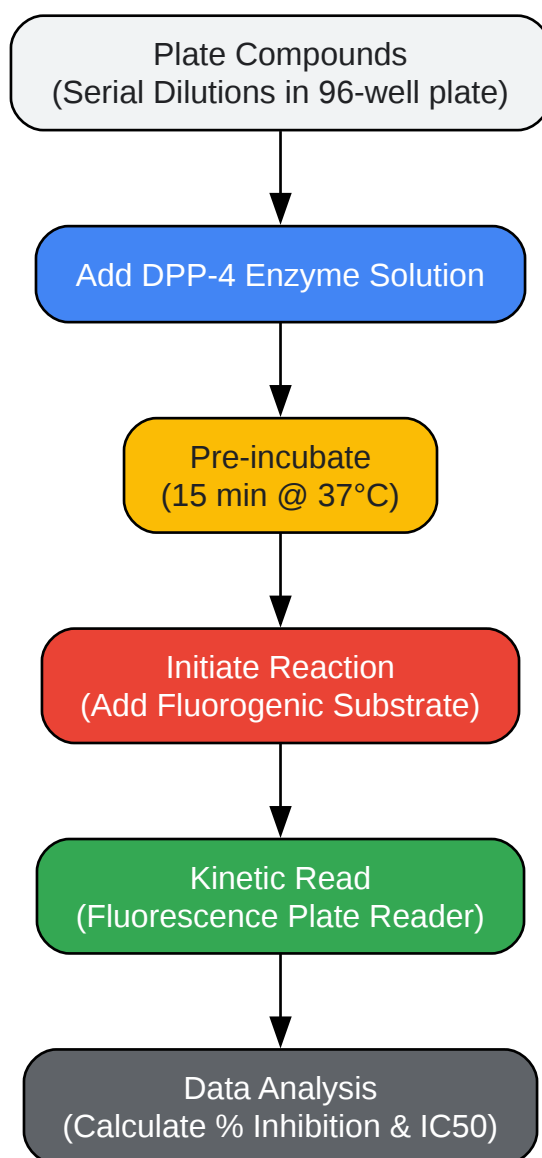 Plate Compounds
(Serial Dilutions in 96-well plate)
Add DPP-4 Enzyme Solution
Pre-incubate
(15 min @ 37°C)
Initiate Reaction
(Add Fluorogenic Substrate)
Kinetic Read
(Fluorescence Plate Reader)
Data Analysis
(Calculate % Inhibition & IC50)